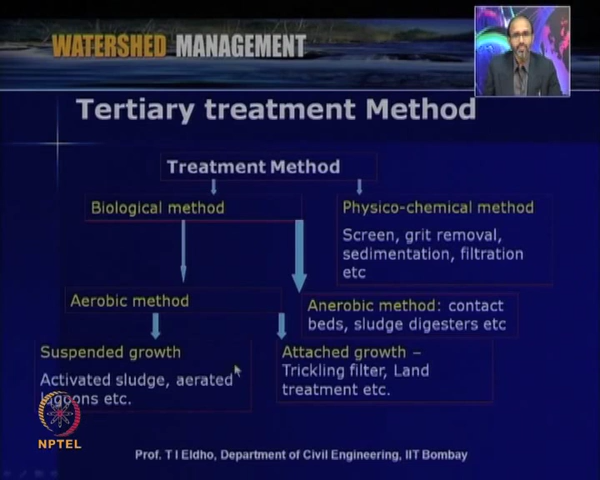 WATERSHED MANAGEMENT
Tertiary treatment Method
Treatment Method
Biological method
Physico-chemical method
Screen, grit removal,
sedimentation, filtration
etc
Aerobic method
Anerobic method: contact
beds, sludge digesters etc
Suspended growth
Activated sludge, aerated
lagoons etc.
Attached growth –
Trickling filter, Land
treatment etc.
NPTEL
Prof. T I Eldho, Department of Civil Engineering, IIT Bombay